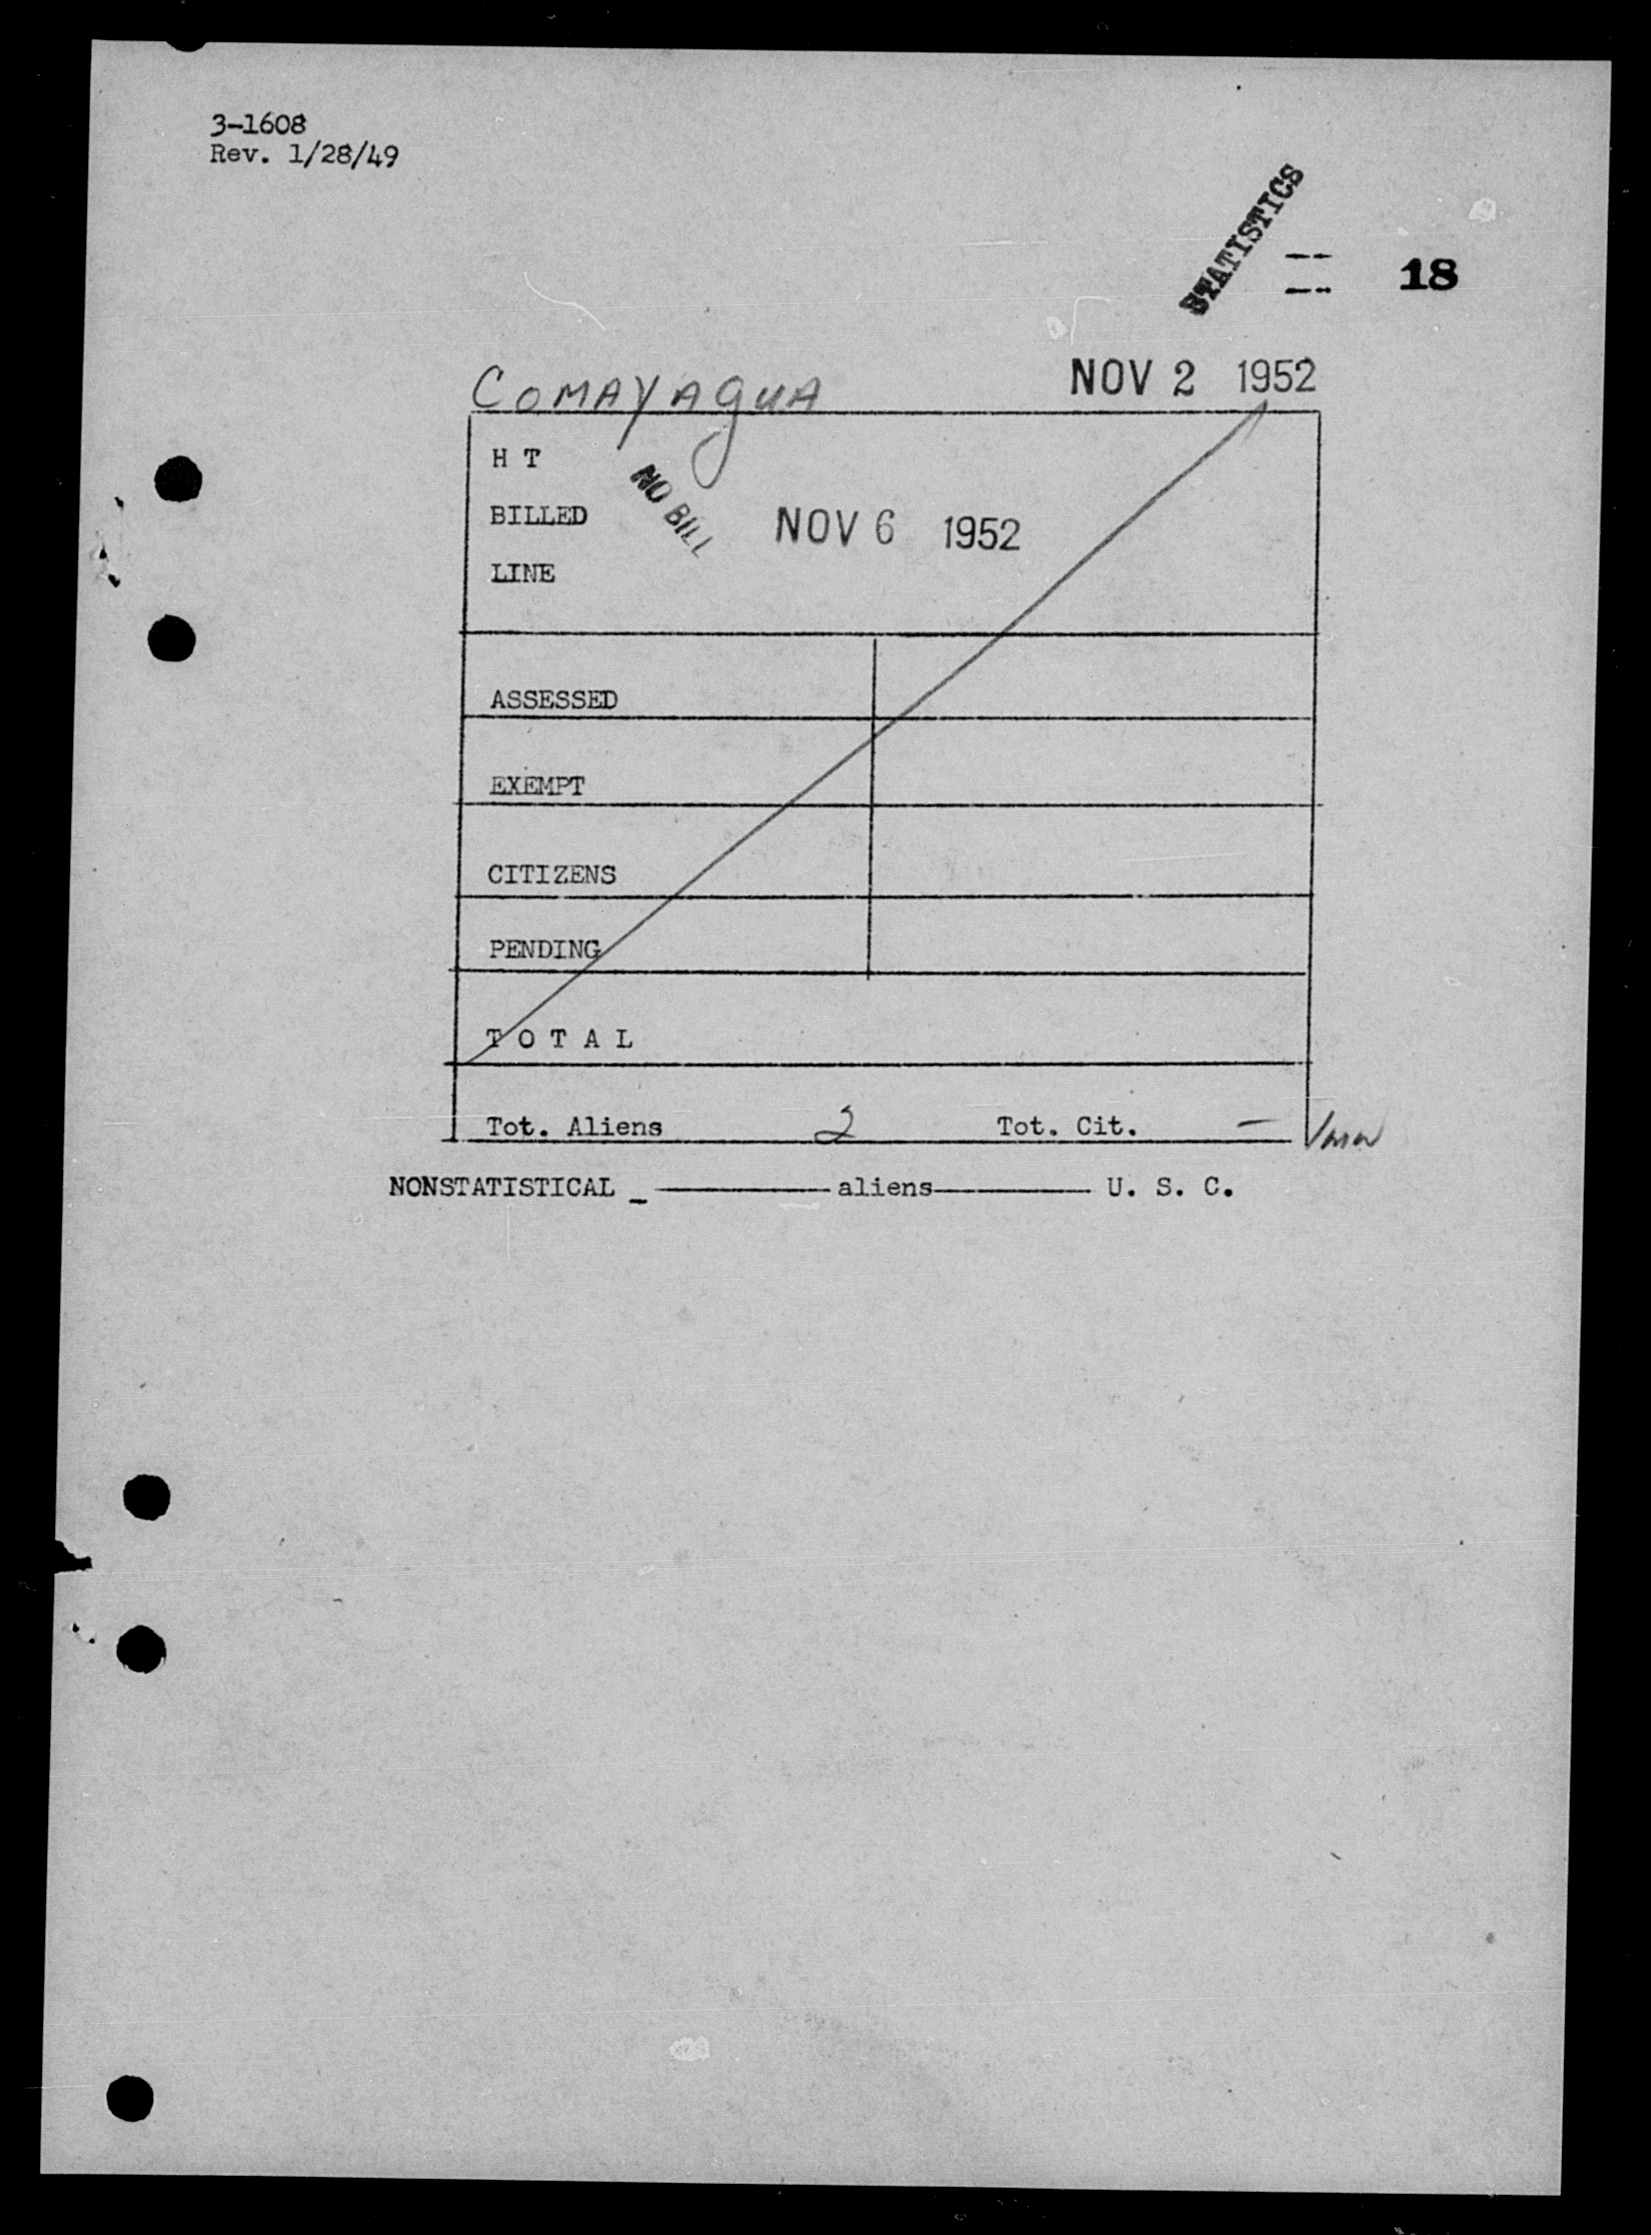 3-1608
Rev. 1/28/49
STATISTICS
-- 18
--
COMAYAGUA NOV 2 1952
H T
BILLED NO BILL NOV 6 1952
LINE
ASSESSED
EXEMPT
CITIZENS
PENDING
T O T A L
Tot. Aliens 2 Tot. Cit. –
NONSTATISTICAL _ ———— aliens ———— U. S. C.